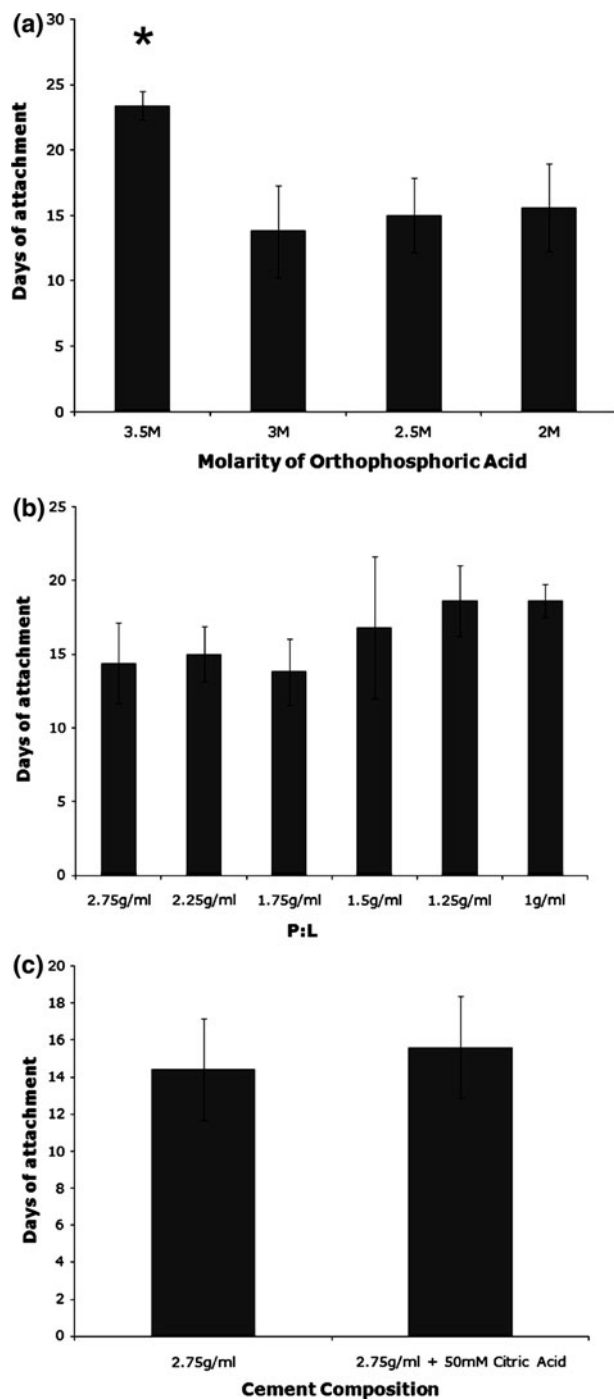 (a)
*
30
25
20
15
10
5
0
Days of attachment
3.5M 3M 2.5M 2M
Molarity of Orthophosphoric Acid
(b)
25
20
15
10
5
0
Days of attachment
2.75g/ml 2.25g/ml 1.75g/ml 1.5g/ml 1.25g/ml 1g/ml
P:L
(c)
20
18
16
14
12
10
8
6
4
2
0
Days of attachment
2.75g/ml 2.75g/ml + 50mM Citric Acid
Cement Composition